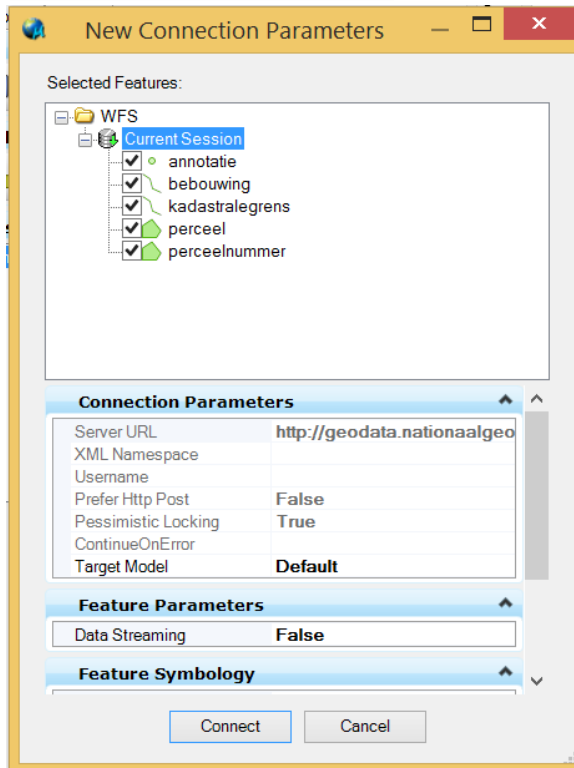 New Connection Parameters
Selected Features:
WFS
Current Session
annotatie
bebouwing
kadastralegrens
perceel
perceelnummer
Connection Parameters
Server URL http://geodata.nationaalgeo
XML Namespace
Username
Prefer Http Post False
Pessimistic Locking True
ContinueOnError
Target Model Default
Feature Parameters
Data Streaming False
Feature Symbology
Connect Cancel